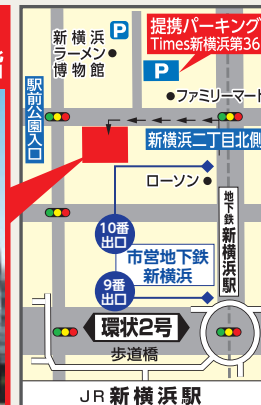 新横浜
ラーメン
博物館
P
提携パーキング
Times新横浜第36
P
ファミリーマート
駅前公園入口
新横浜二丁目北側
ローソン
10番
出口
市営地下鉄
新横浜
9番
出口
地下鉄 新横浜駅
環状2号
歩道橋
JR新横浜駅